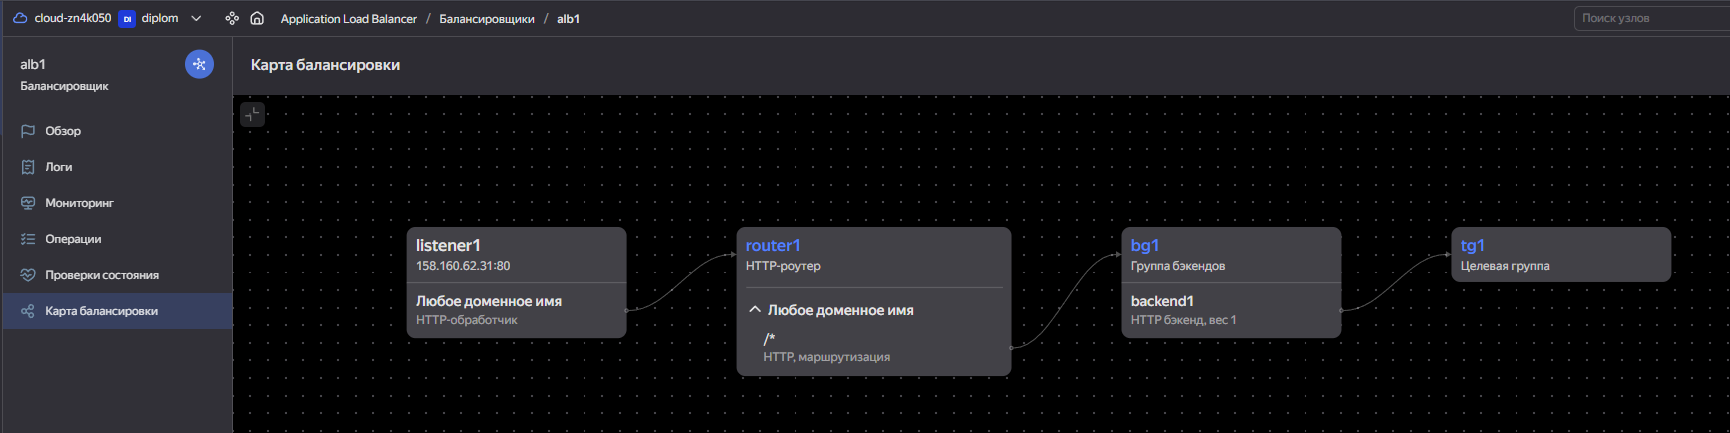 cloud-zn4k050 DI diplom Application Load Balancer / Балансировщики / alb1 Поиск узлов
alb1
Балансировщик
Обзор
Логи
Мониторинг
Операции
Проверки состояния
Карта балансировки
Карта балансировки
listener1
158.160.62.31:80
Любое доменное имя
HTTP-обработчик
router1
HTTP-роутер
Любое доменное имя
/*
HTTP, маршрутизация
bg1
Группа бэкендов
backend1
HTTP бэкенд, вес 1
tg1
Целевая группа